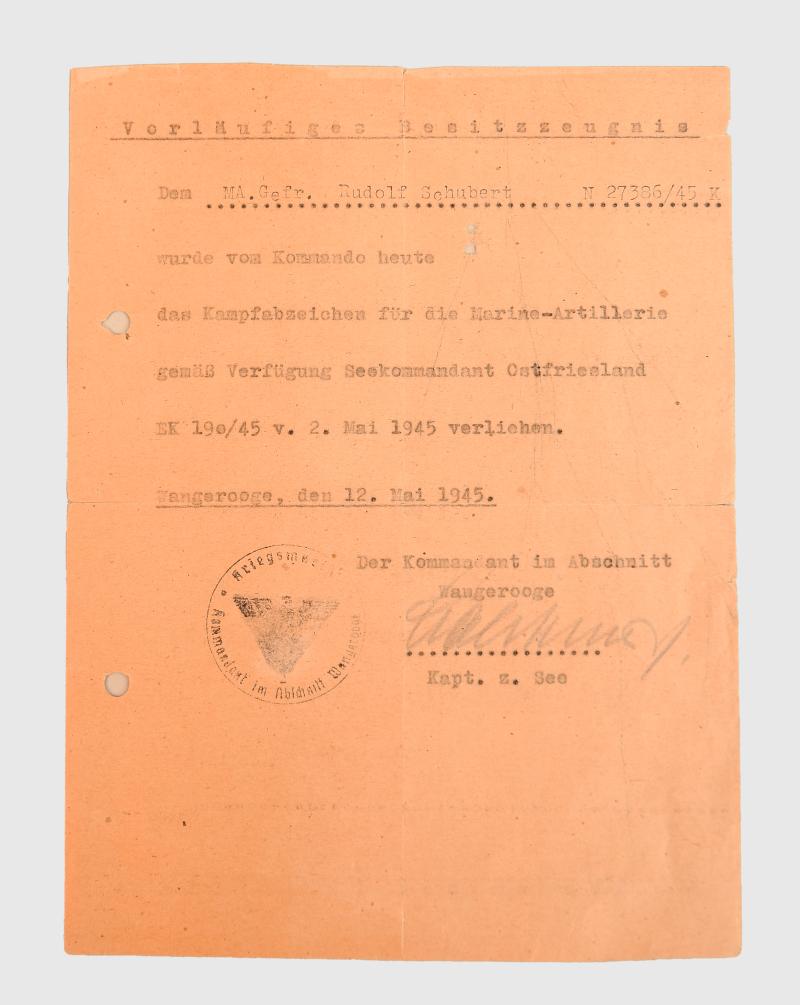 Vorläufiges Besitzzeugnis
Dem MA.Gefr. Rudolf Schubert N 27386/45 K
wurde vom Kommando heute
das Kampfabzeichen für die Marine-Artillerie
gemäß Verfügung Seekommandant Ostfriesland
EK 190/45 v. 2. Mai 1945 verliehen.
Wangerooge, den 12. Mai 1945.
Der Kommandant im Abschnitt
Wangerooge
Kapt. z. See
Kommandant im Abschnitt Wangerooge